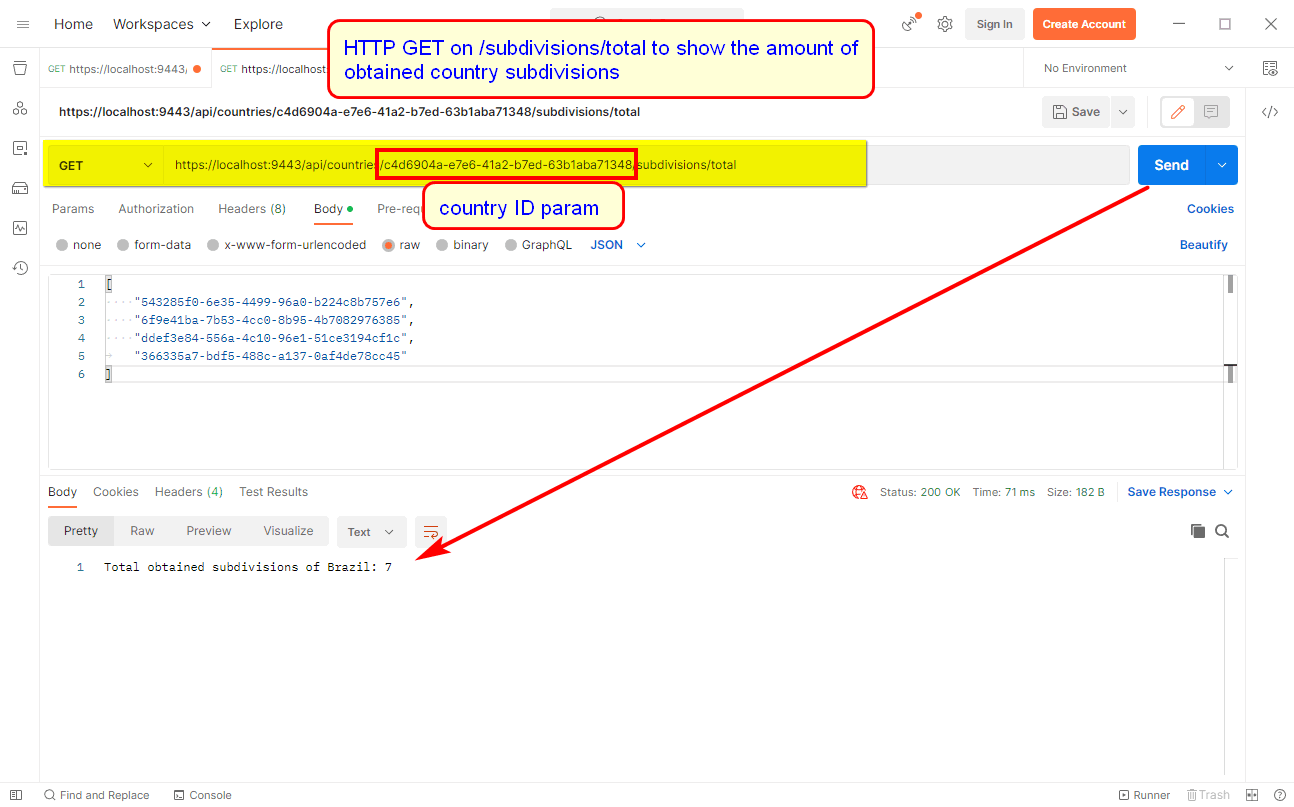 Home Workspaces Explore Sign In Create Account
HTTP GET on /subdivisions/total to show the amount of
obtained country subdivisions
GET https://localhost:9443/ GET https://localhost: No Environment
https://localhost:9443/api/countries/c4d6904a-e7e6-41a2-b7ed-63b1aba71348/subdivisions/total Save
GET https://localhost:9443/api/countries/c4d6904a-e7e6-41a2-b7ed-63b1aba71348/subdivisions/total Send
Params Authorization Headers (8) Body Pre-requ Cookies
country ID param
none form-data x-www-form-urlencoded raw binary GraphQL JSON Beautify
1 [
2 "543285f0-6e35-4499-96a0-b224c8b757e6",
3 "6f9e41ba-7b53-4cc0-8b95-4b7082976385",
4 "ddef3e84-556a-4c10-96e1-51ce3194cf1c",
5 "366335a7-bdf5-488c-a137-0af4de78cc45"
6 ]
Body Cookies Headers (4) Test Results Status: 200 OK Time: 71 ms Size: 182 B Save Response
Pretty Raw Preview Visualize Text
1 Total obtained subdivisions of Brazil: 7
Find and Replace Console Runner Trash